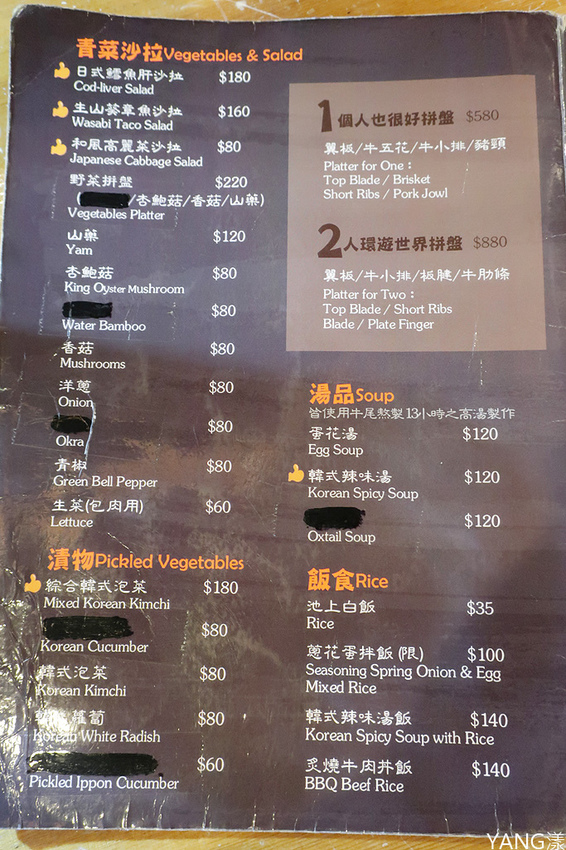 青菜沙拉Vegetables & Salad
日式鱈魚肝沙拉 $180
Cod-liver Salad
生山葵章魚沙拉 $160
Wasabi Taco Salad
和風高麗菜沙拉 $80
Japanese Cabbage Salad
野菜拼盤 $220
/杏鮑菇/香菇/山藥)
Vegetables Platter
山藥 $120
Yam
杏鮑菇 $80
King Oyster Mushroom
$80
Water Bamboo
香菇 $80
Mushrooms
洋蔥 $80
Onion
$80
Okra
青椒 $80
Green Bell Pepper
生菜(包肉用) $60
Lettuce
漬物Pickled Vegetables
綜合韓式泡菜 $180
Mixed Korean Kimchi
$80
Korean Cucumber
韓式泡菜 $80
Korean Kimchi
蘿蔔 $80
Korean White Radish
$60
Pickled Ippon Cucumber
1個人也很好拼盤 $580
翼板/牛五花/牛小排/豬頸
Platter for One：
Top Blade / Brisket
Short Ribs / Pork Jowl
2人環遊世界拼盤 $880
翼板/牛小排/板腱/牛肋條
Platter for Two：
Top Blade / Short Ribs
Blade / Plate Finger
湯品Soup
皆使用牛尾熬製13小時之高湯製作
蛋花湯 $120
Egg Soup
韓式辣味湯 $120
Korean Spicy Soup
$120
Oxtail Soup
飯食Rice
池上白飯 $35
Rice
蔥花蛋拌飯(限) $100
Seasoning Spring Onion & Egg
Mixed Rice
韓式辣味湯飯 $140
Korean Spicy Soup with Rice
炙燒牛肉丼飯 $140
BBQ Beef Rice
YANG漾